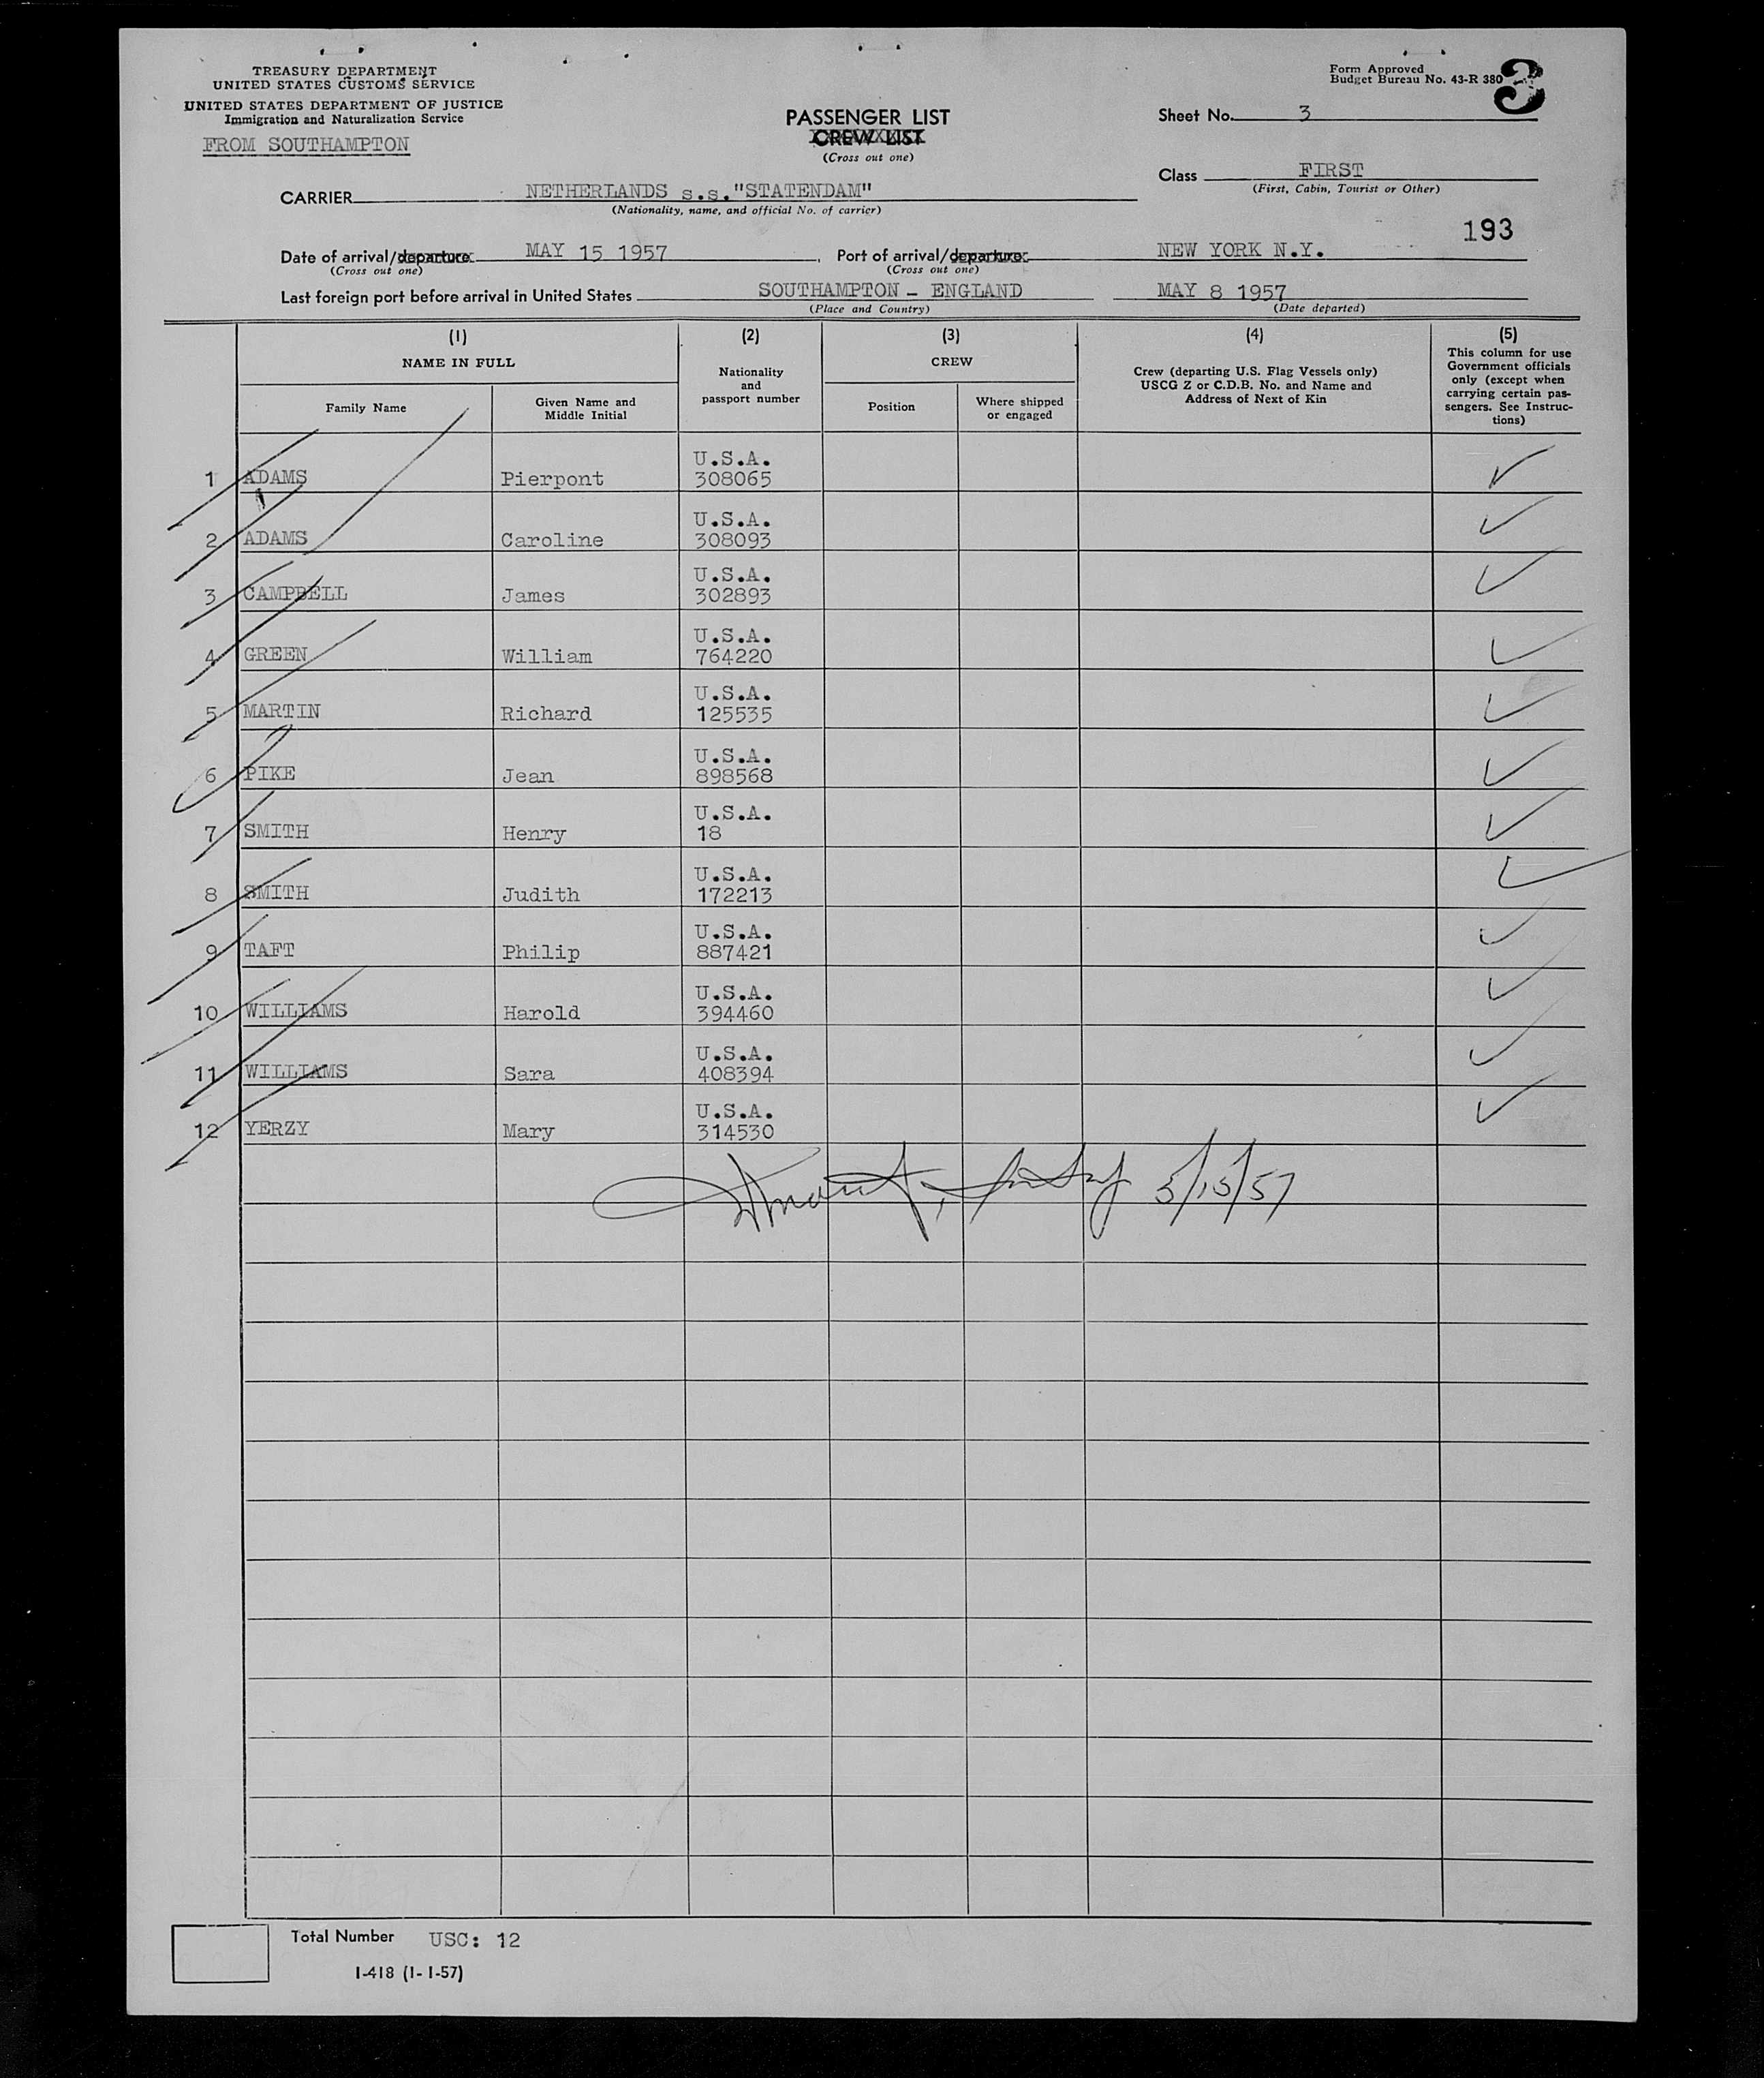 TREASURY DEPARTMENT
UNITED STATES CUSTOMS SERVICE
UNITED STATES DEPARTMENT OF JUSTICE
Immigration and Naturalization Service
FROM SOUTHAMPTON
PASSENGER LIST
CREW LIST
(Cross out one)
Form Approved
Budget Bureau No. 43-R 380
3
Sheet No. 3
Class FIRST
(First, Cabin, Tourist or Other)
CARRIER NETHERLANDS s.s."STATENDAM"
(Nationality, name, and official No. of carrier)
193
Date of arrival/departure MAY 15 1957, Port of arrival/departure NEW YORK N.Y.
(Cross out one) (Cross out one)
Last foreign port before arrival in United States SOUTHAMPTON - ENGLAND MAY 8 1957
(Place and Country) (Date departed)
(1) (2) (3) (4) (5)
NAME IN FULL
Family Name
Given Name and
Middle Initial
Nationality
and
passport number
CREW
Position
Where shipped
or engaged
Crew (departing U.S. Flag Vessels only)
USCG Z or C.D.B. No. and Name and
Address of Next of Kin
This column for use
Government officials
only (except when
carrying certain pas-
sengers. See Instruc-
tions)
U.S.A.
1 ADAMS Pierpont 308065
U.S.A.
2 ADAMS Caroline 308093
U.S.A.
3 CAMPBELL James 302893
U.S.A.
4 GREEN William 764220
U.S.A.
5 MARTIN Richard 125535
U.S.A.
6 PIKE Jean 898568
U.S.A.
7 SMITH Henry 18
U.S.A.
8 SMITH Judith 172213
U.S.A.
9 TAFT Philip 887421
U.S.A.
10 WILLIAMS Harold 394460
U.S.A.
11 WILLIAMS Sara 408394
U.S.A.
12 YERZY Mary 314530
5/15/57
Total Number USC: 12
I-418 (1-1-57)